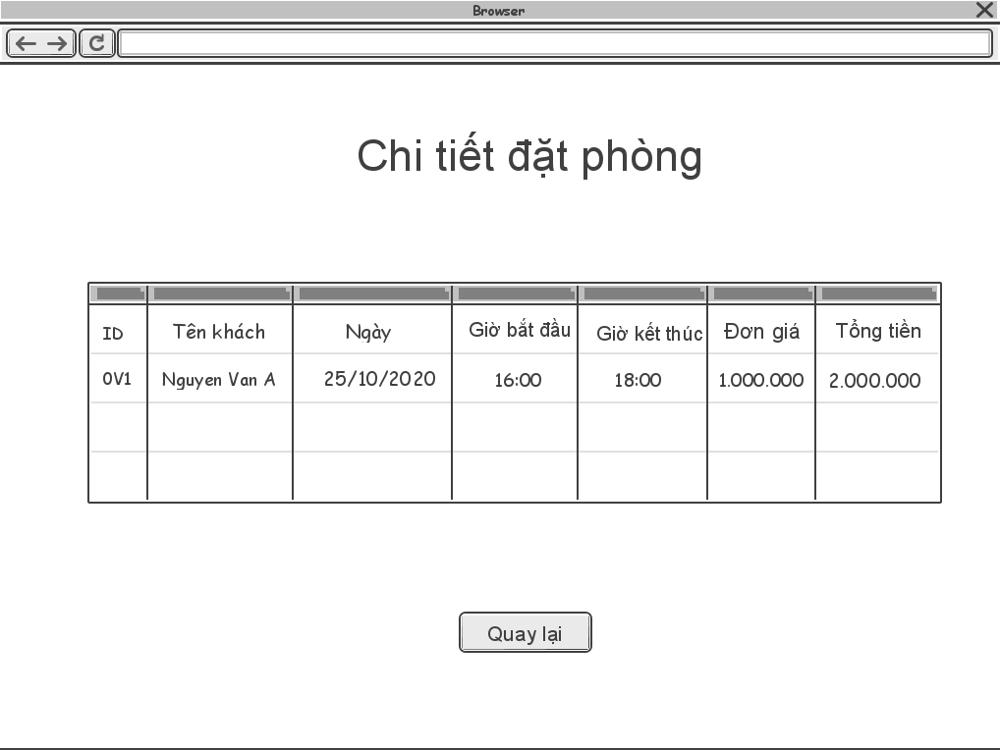 Browser
Chi tiết đặt phòng
ID Tên khách Ngày Giờ bắt đầu Giờ kết thúc Đơn giá Tổng tiền
0V1 Nguyen Van A 25/10/2020 16:00 18:00 1.000.000 2.000.000
Quay lại